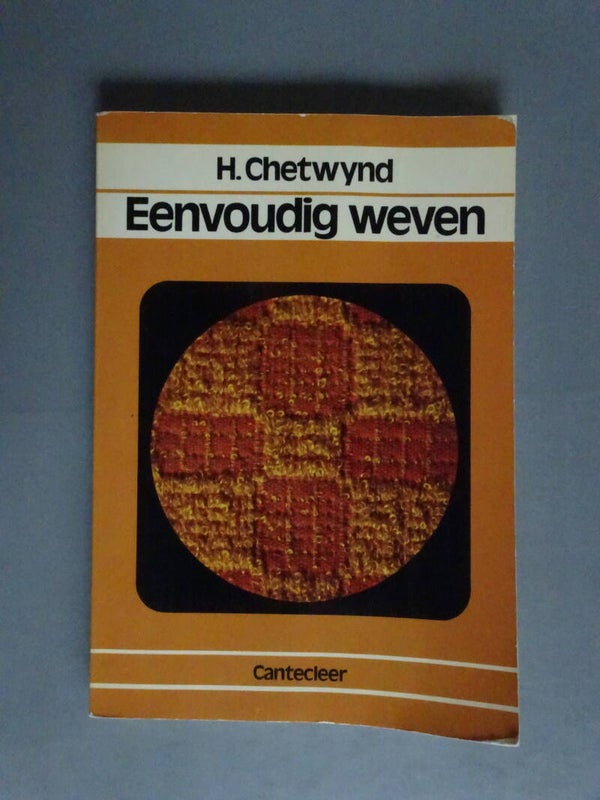 H. Chetwynd
Eenvoudig weven
Cantecleer